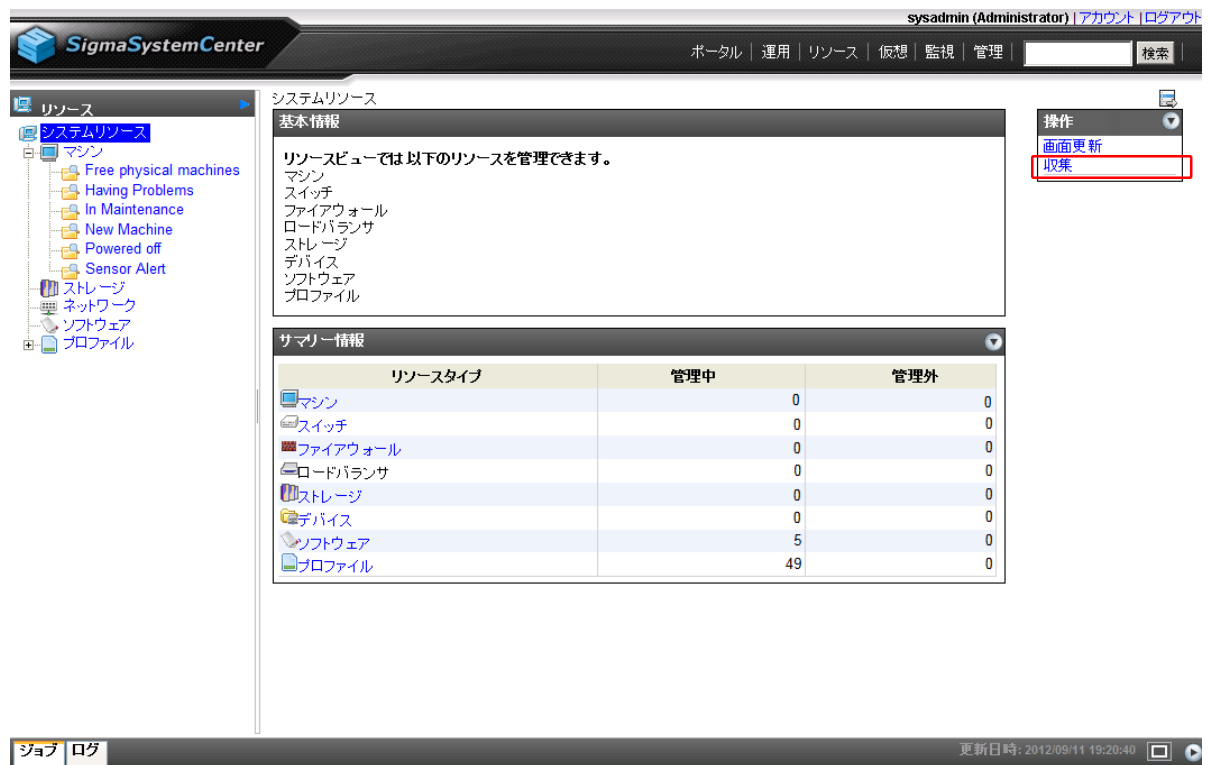 sysadmin (Administrator) | アカウント | ログアウト
SigmaSystemCenter
ポータル | 運用 | リソース | 仮想 | 監視 | 管理 | 検索
リソース
システムリソース
マシン
Free physical machines
Having Problems
In Maintenance
New Machine
Powered off
Sensor Alert
ストレージ
ネットワーク
ソフトウェア
プロファイル
システムリソース
基本情報
リソースビューでは以下のリソースを管理できます。
マシン
スイッチ
ファイアウォール
ロードバランサ
ストレージ
デバイス
ソフトウェア
プロファイル
サマリー情報
リソースタイプ 管理中 管理外
マシン 0 0
スイッチ 0 0
ファイアウォール 0 0
ロードバランサ 0 0
ストレージ 0 0
デバイス 0 0
ソフトウェア 5 0
プロファイル 49 0
操作
画面更新
収集
ジョブ ログ
更新日時: 2012/09/11 19:20:40